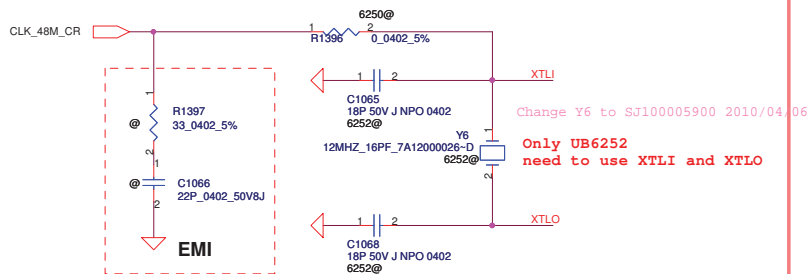 6250@
CLK_48M_CR
1
2
R1396
0_0402_5%
1
2
XTLI
C1065
18P 50V J NPO 0402
6252@
Change Y6 to SJ100005900 2010/04/06
1
R1397
@
33_0402_5%
2
Y6
1
12MHZ_16PF_7A12000026~D
6252@
2
Only UB6252
need to use XTLI and XTLO
1
@
C1066
22P_0402_50V8J
2
1
2
XTLO
C1068
18P 50V J NPO 0402
6252@
EMI